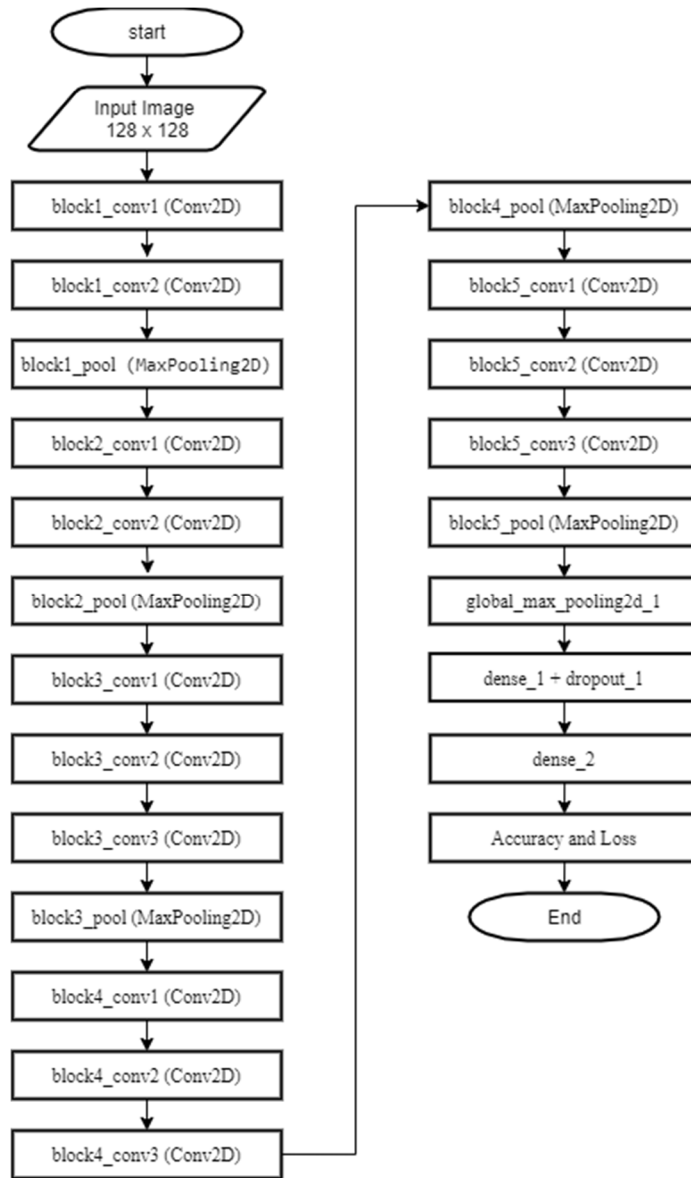 start
Input Image
128 x 128
block1_conv1 (Conv2D)
block1_conv2 (Conv2D)
block1_pool (MaxPooling2D)
block2_conv1 (Conv2D)
block2_conv2 (Conv2D)
block2_pool (MaxPooling2D)
block3_conv1 (Conv2D)
block3_conv2 (Conv2D)
block3_conv3 (Conv2D)
block3_pool (MaxPooling2D)
block4_conv1 (Conv2D)
block4_conv2 (Conv2D)
block4_conv3 (Conv2D)
block4_pool (MaxPooling2D)
block5_conv1 (Conv2D)
block5_conv2 (Conv2D)
block5_conv3 (Conv2D)
block5_pool (MaxPooling2D)
global_max_pooling2d_1
dense_1 + dropout_1
dense_2
Accuracy and Loss
End